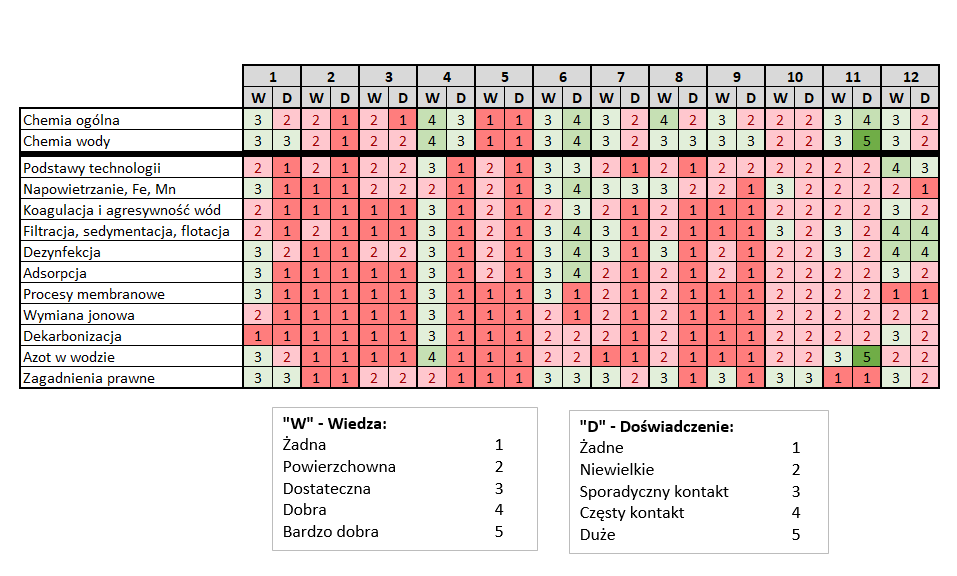 1 2 3 4 5 6 7 8 9 10 11 12
W D W D W D W D W D W D W D W D W D W D W D W D
Chemia ogólna 3 2 2 1 2 1 4 3 1 1 3 4 3 2 4 2 3 2 2 2 3 4 3 2
Chemia wody 3 3 2 1 2 2 4 3 1 1 3 4 3 2 3 3 3 3 2 2 3 5 3 2
Podstawy technologii 2 1 2 1 2 2 3 1 2 1 3 3 2 1 2 1 2 2 2 2 2 2 4 3
Napowietrzanie, Fe, Mn 3 1 1 1 2 2 2 1 2 1 3 4 3 3 3 2 2 1 3 2 2 2 2 1
Koagulacja i agresywność wód 2 1 1 1 1 1 3 1 2 1 2 3 2 1 2 1 1 1 2 2 2 2 3 2
Filtracja, sedymentacja, flotacja 2 1 2 1 1 1 3 1 2 1 3 4 2 1 2 1 1 1 3 2 3 2 4 4
Dezynfekcja 3 2 1 1 2 2 3 1 2 1 3 4 3 1 3 2 2 1 2 2 3 2 4 4
Adsorpcja 3 1 1 1 1 1 3 1 2 1 3 4 2 1 2 1 2 1 2 2 2 2 3 2
Procesy membranowe 3 1 1 1 1 1 3 1 1 1 3 1 2 1 2 1 1 1 2 2 2 2 1 1
Wymiana jonowa 2 1 1 1 1 1 3 1 1 1 2 1 2 1 2 1 1 1 2 2 2 2 2 2
Dekarbonizacja 1 1 1 1 1 1 3 1 1 1 2 2 2 1 2 1 1 1 2 2 2 2 3 2
Azot w wodzie 3 2 1 1 1 1 4 1 1 1 2 2 1 1 2 1 1 1 2 2 3 5 2 2
Zagadnienia prawne 3 3 1 1 2 2 2 1 1 1 3 3 3 2 3 1 3 1 3 3 1 1 3 2
"W" - Wiedza:
Żadna 1
Powierzchowna 2
Dostateczna 3
Dobra 4
Bardzo dobra 5
"D" - Doświadczenie:
Żadne 1
Niewielkie 2
Sporadyczny kontakt 3
Częsty kontakt 4
Duże 5